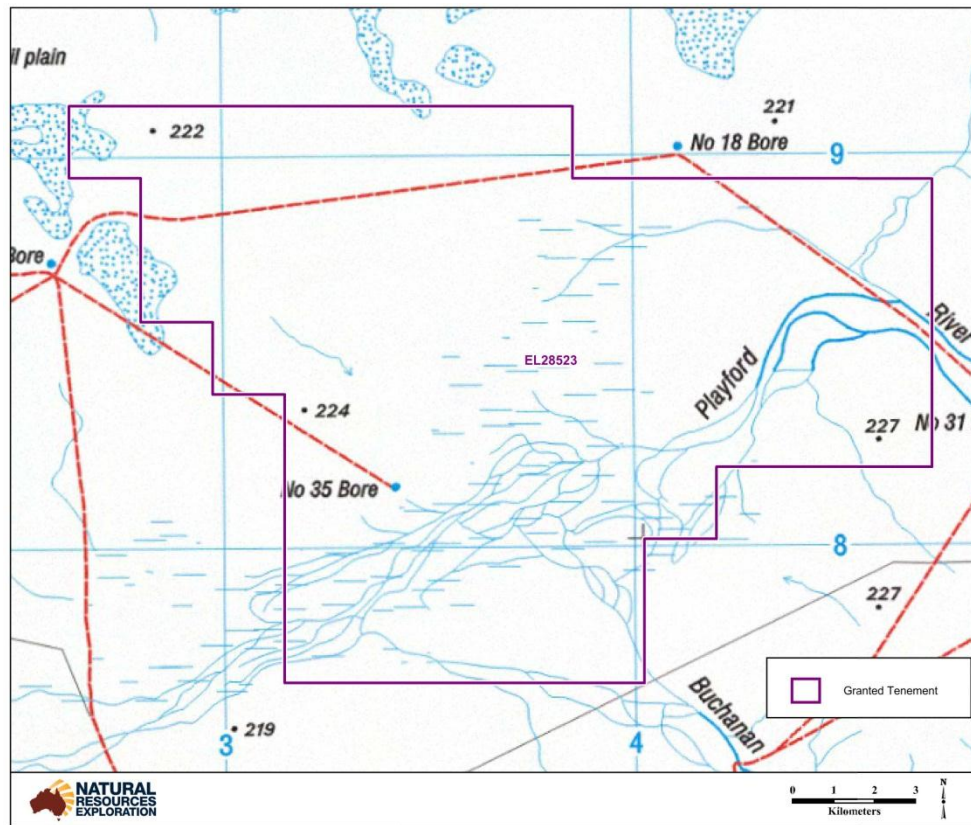 il plain
222
221
No 18 Bore
9
Bore
River
EL28523
Playford
224
227
No 31
No 35 Bore
8
227
Granted Tenement
Buchanan
219
3
4
NATURAL
RESOURCES
EXPLORATION
0 1 2 3
Kilometers
N